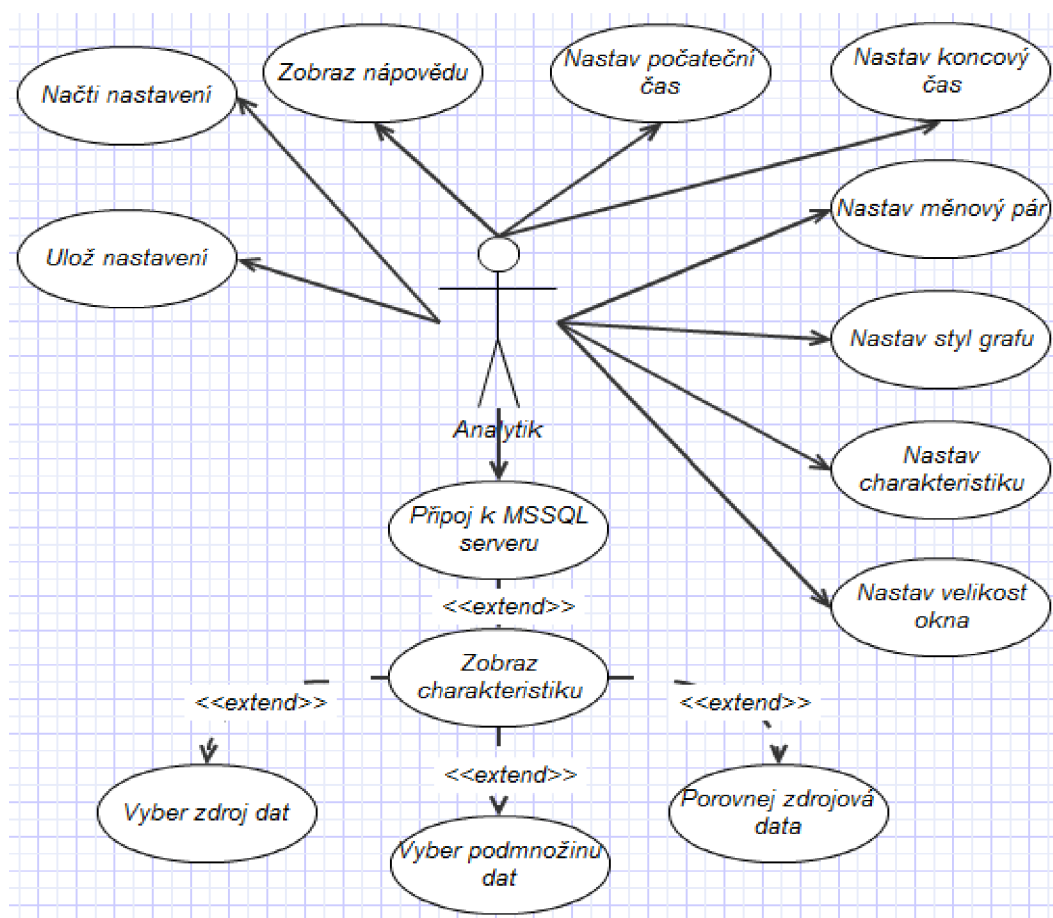 Načti nastavení
Zobraz nápovědu
Nastav počateční
čas
Nastav koncový
čas
Nastav měnový pár
Ulož nastavení
Nastav styl grafu
Analytik
Nastav
charakteristiku
Připoj k MSSQL
serveru
Nastav velikost
okna
<<extend>>
Zobraz
charakteristiku
<<extend>>
<<extend>>
<<extend>>
Vyber zdroj dat
Vyber podmnožinu
dat
Porovnej zdrojová
data